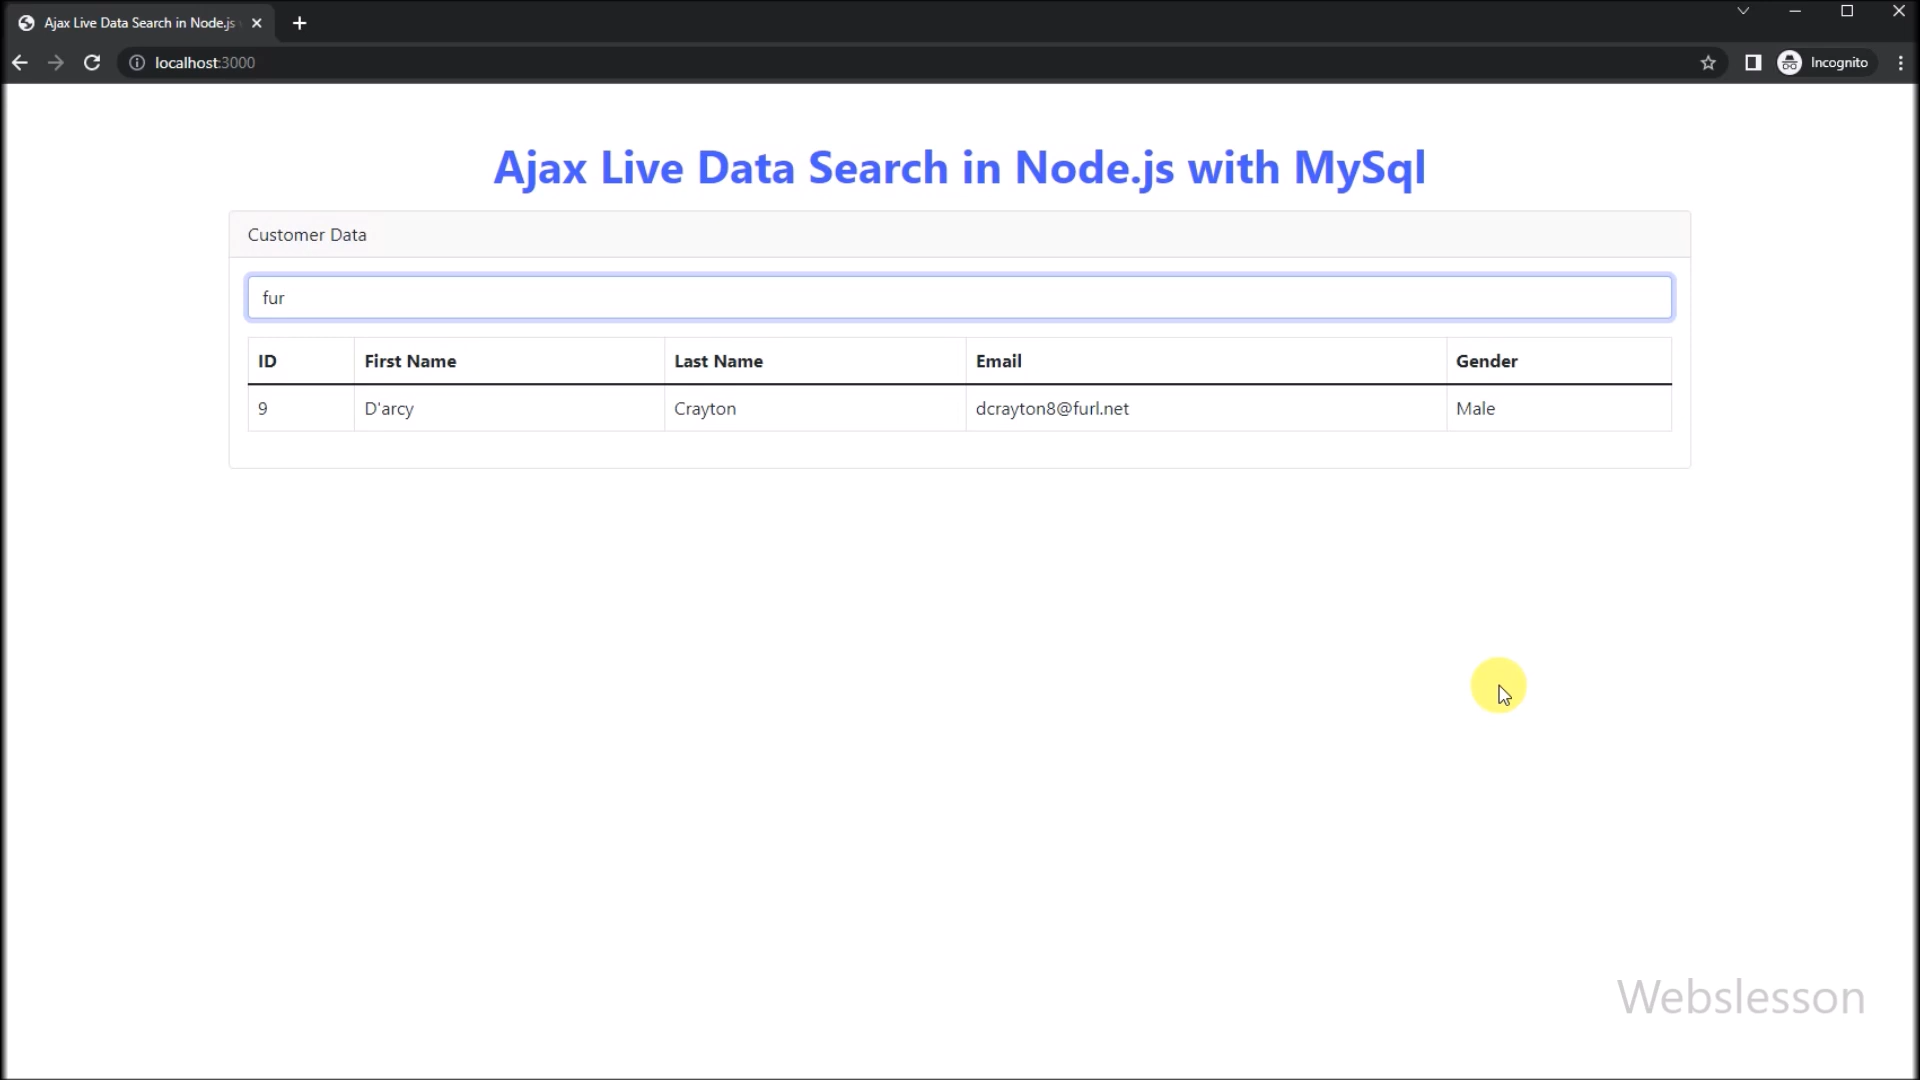 Ajax Live Data Search in Node.js
localhost:3000
Incognito
Ajax Live Data Search in Node.js with MySql
Customer Data
fur
ID First Name Last Name Email Gender
9 D'arcy Crayton dcrayton8@furl.net Male
Webslesson